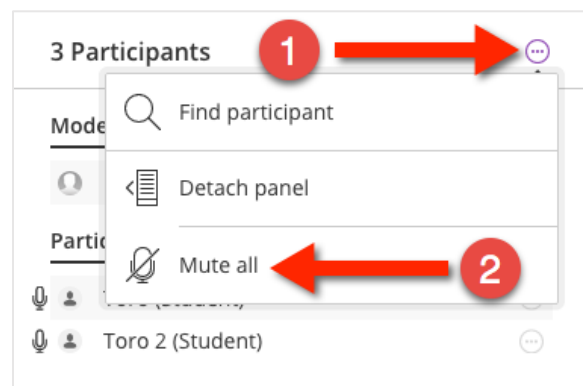 3 Participants
1
Find participant
Mode
Detach panel
Partic
Mute all
2
Toro (Student)
Toro 2 (Student)